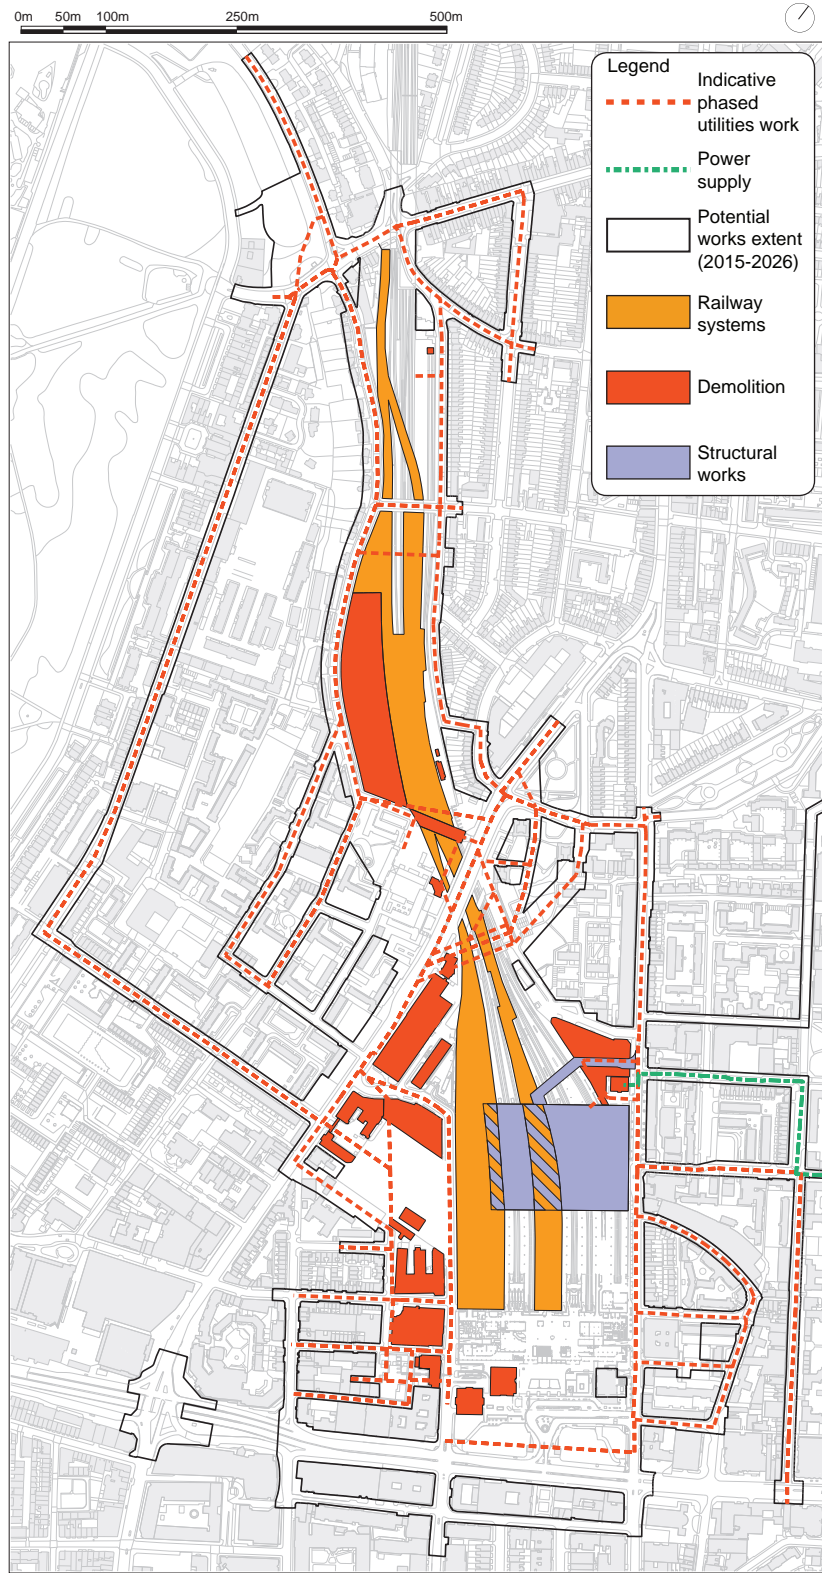 0m 50m 100m 250m 500m
Legend
Indicative
phased
utilities work
Power
supply
Potential
works extent
(2015-2026)
Railway
systems
Demolition
Structural
works